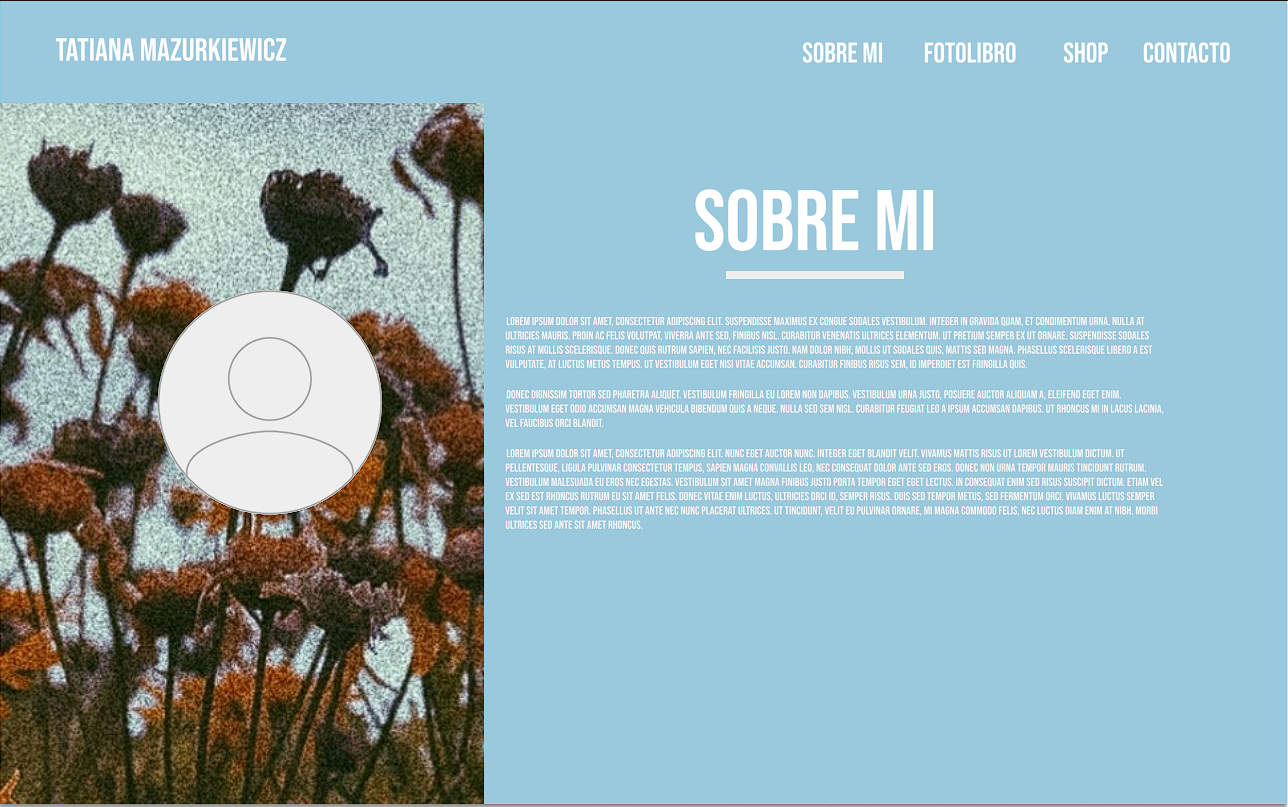 TATIANA MAZURKIEWICZ
SOBRE MI FOTOLIBRO SHOP CONTACTO
SOBRE MI
LOREM IPSUM DOLOR SIT AMET, CONSECTETUR ADIPISCING ELIT. SUSPENDISSE MAXIMUS EX CONGUE SODALES VESTIBULUM. INTEGER IN GRAVIDA QUAM, ET CONDIMENTUM URNA. NULLA AT
ULTRICIES MAURIS. PROIN AC FELIS VOLUTPAT, VIVERRA ANTE SED, FINIBUS NISL. CURABITUR VENENATIS ULTRICES ELEMENTUM. UT PRETIUM SEMPER EX UT ORNARE. SUSPENDISSE SODALES
RISUS AT MOLLIS SCELERISQUE. DONEC QUIS RUTRUM SAPIEN, NEC FACILISIS JUSTO. NAM DOLOR NIBH, MOLLIS UT SODALES QUIS, MATTIS SED MAGNA. PHASELLUS SCELERISQUE LIBERO A EST
VULPUTATE, AT LUCTUS METUS TEMPUS. UT VESTIBULUM EGET NISI VITAE ACCUMSAN. CURABITUR FINIBUS RISUS SEM, ID IMPERDIET EST FRINGILLA QUIS.
DONEC DIGNISSIM TORTOR SED PHARETRA ALIQUET. VESTIBULUM FRINGILLA EU LOREM NON DAPIBUS. VESTIBULUM URNA JUSTO, POSUERE AUCTOR ALIQUAM A, ELEIFEND EGET ENIM.
VESTIBULUM EGET ODIO ACCUMSAN MAGNA VEHICULA BIBENDUM QUIS A NEQUE. NULLA SED SEM NISL. CURABITUR FEUGIAT LEO A IPSUM ACCUMSAN DAPIBUS. UT RHONCUS MI IN LACUS LACINIA,
VEL FAUCIBUS ORCI BLANDIT.
LOREM IPSUM DOLOR SIT AMET, CONSECTETUR ADIPISCING ELIT. NUNC EGET AUCTOR NUNC. INTEGER EGET BLANDIT VELIT. VIVAMUS MATTIS RISUS UT LOREM VESTIBULUM DICTUM. UT
PELLENTESQUE, LIGULA PULVINAR CONSECTETUR TEMPUS, SAPIEN MAGNA CONVALLIS LEO, NEC CONSEQUAT DOLOR ANTE SED EROS. DONEC NON URNA TEMPOR MAURIS TINCIDUNT RUTRUM.
VESTIBULUM MALESUADA EU EROS NEC EGESTAS. VESTIBULUM SIT AMET MAGNA FINIBUS JUSTO PORTA TEMPOR EGET EGET LECTUS. IN CONSEQUAT ENIM SED RISUS SUSCIPIT DICTUM. ETIAM VEL
EX SED EST RHONCUS RUTRUM EU SIT AMET FELIS. DONEC VITAE ENIM LUCTUS, ULTRICIES ORCI ID, SEMPER RISUS. DUIS SED TEMPOR METUS, SED FERMENTUM ORCI. VIVAMUS LUCTUS SEMPER
VELIT SIT AMET TEMPOR. PHASELLUS UT ANTE NEC NUNC PLACERAT ULTRICES. UT TINCIDUNT, VELIT EU PULVINAR ORNARE, MI MAGNA COMMODO FELIS, NEC LUCTUS DIAM ENIM AT NIBH. MORBI
ULTRICES SED ANTE SIT AMET RHONCUS.